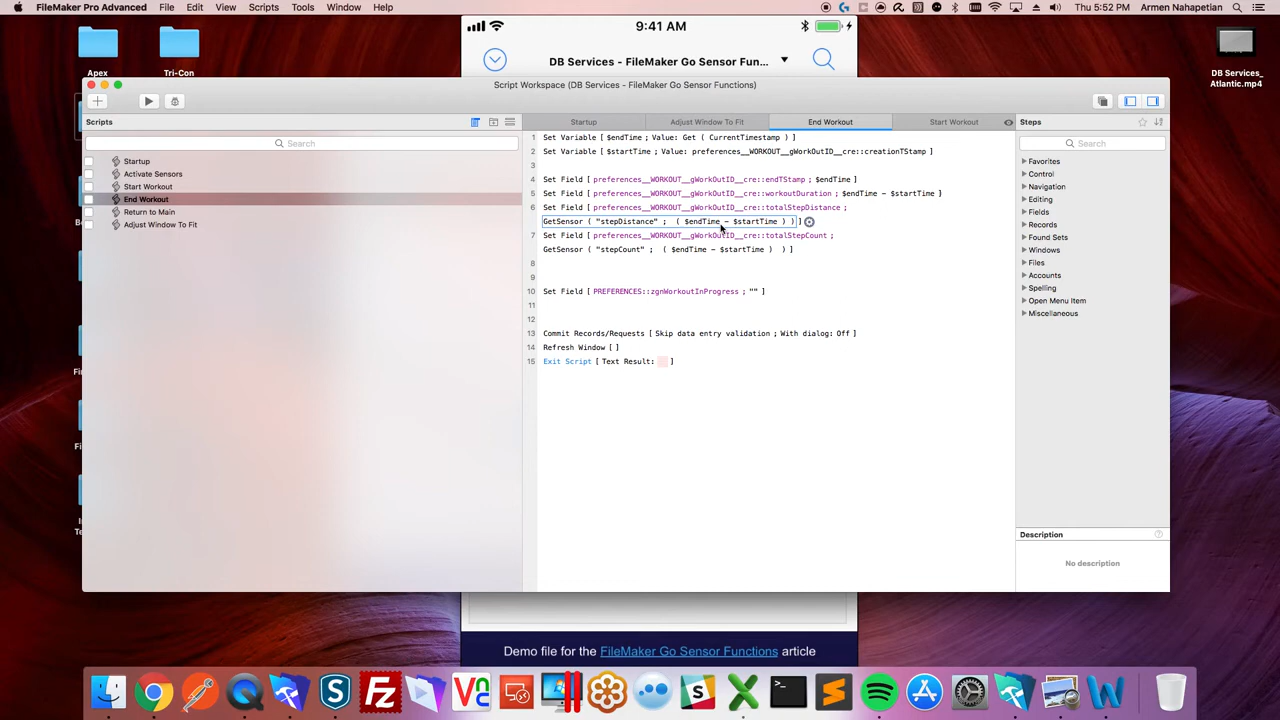 FileMaker Pro Advanced File Edit View Scripts Tools Window Help Thu 5:52 PM Armen Nahapetian
9:41 AM
DB Services - FileMaker Go Sensor Fun...
Apex
Tri-Con
DB Services_
Atlantic.mp4
Script Workspace (DB Services - FileMaker Go Sensor Functions)
Scripts
Startup
Adjust Window To Fit
End Workout
Start Workout
Steps
Search
Search
Startup
Activate Sensors
Start Workout
End Workout
Return to Main
Adjust Window To Fit
1 Set Variable [ $endTime ; Value: Get ( CurrentTimestamp ) ]
2 Set Variable [ $startTime ; Value: preferences__WORKOUT__gWorkOutID__cre::creationTStamp ]
3
4 Set Field [ preferences__WORKOUT__gWorkOutID__cre::endTStamp ; $endTime ]
5 Set Field [ preferences__WORKOUT__gWorkOutID__cre::workoutDuration ; $endTime - $startTime ]
6 Set Field [ preferences__WORKOUT__gWorkOutID__cre::totalStepDistance ;
GetSensor ( "stepDistance" ; ( $endTime - $startTime ) ) ]
7 Set Field [ preferences__WORKOUT__gWorkOutID__cre::totalStepCount ;
GetSensor ( "stepCount" ; ( $endTime - $startTime ) ) ]
8
9
10 Set Field [ PREFERENCES::zgnWorkoutInProgress ; "" ]
11
12
13 Commit Records/Requests [ Skip data entry validation ; With dialog: Off ]
14 Refresh Window [ ]
15 Exit Script [ Text Result: ]
Favorites
Control
Navigation
Editing
Fields
Records
Found Sets
Windows
Files
Accounts
Spelling
Open Menu Item
Miscellaneous
Description
No description
Demo file for the FileMaker Go Sensor Functions article